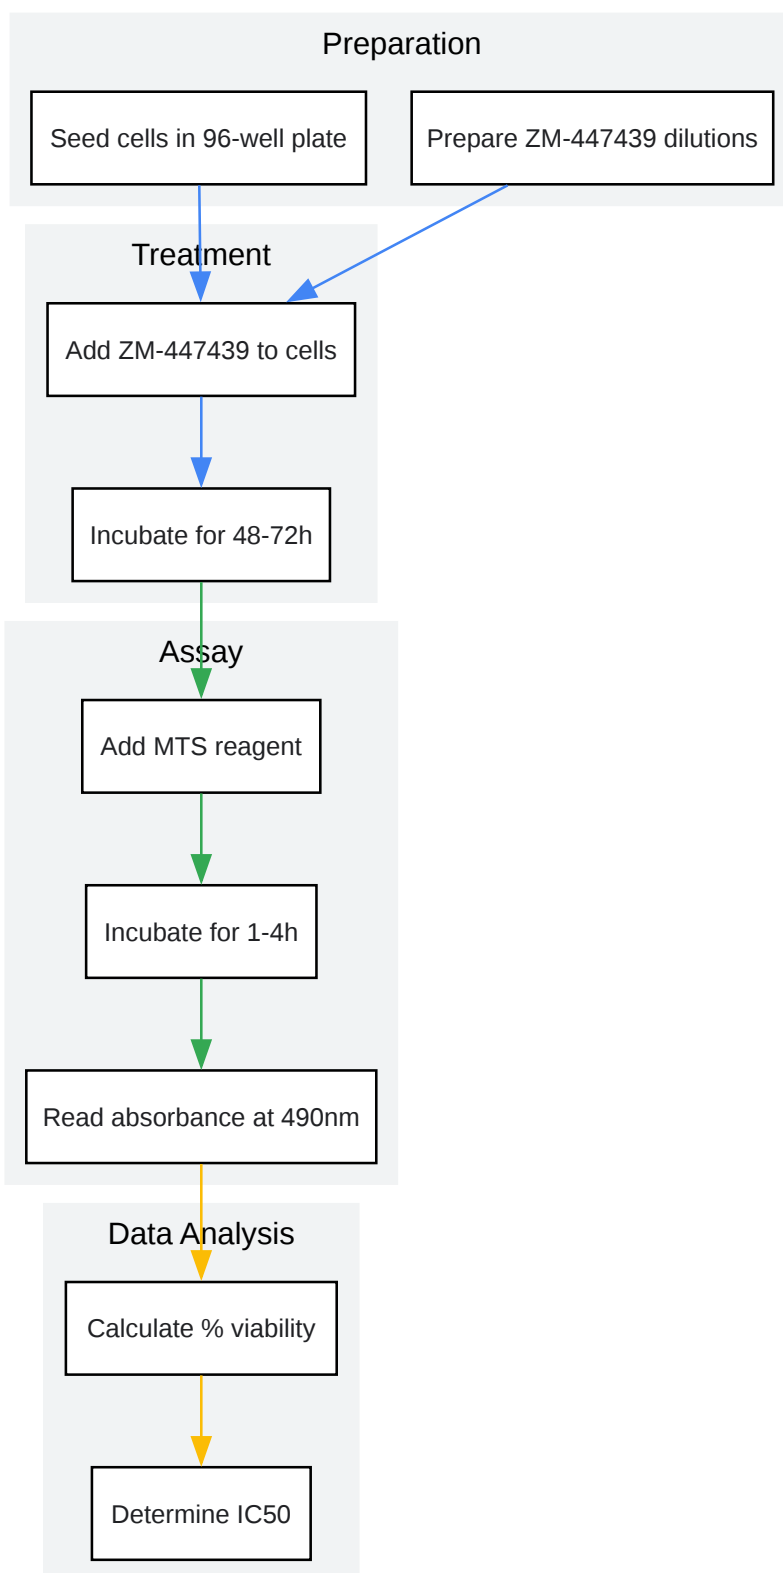 Preparation
Seed cells in 96-well plate
Prepare ZM-447439 dilutions
Treatment
Add ZM-447439 to cells
Incubate for 48-72h
Assay
Add MTS reagent
Incubate for 1-4h
Read absorbance at 490nm
Data Analysis
Calculate % viability
Determine IC50